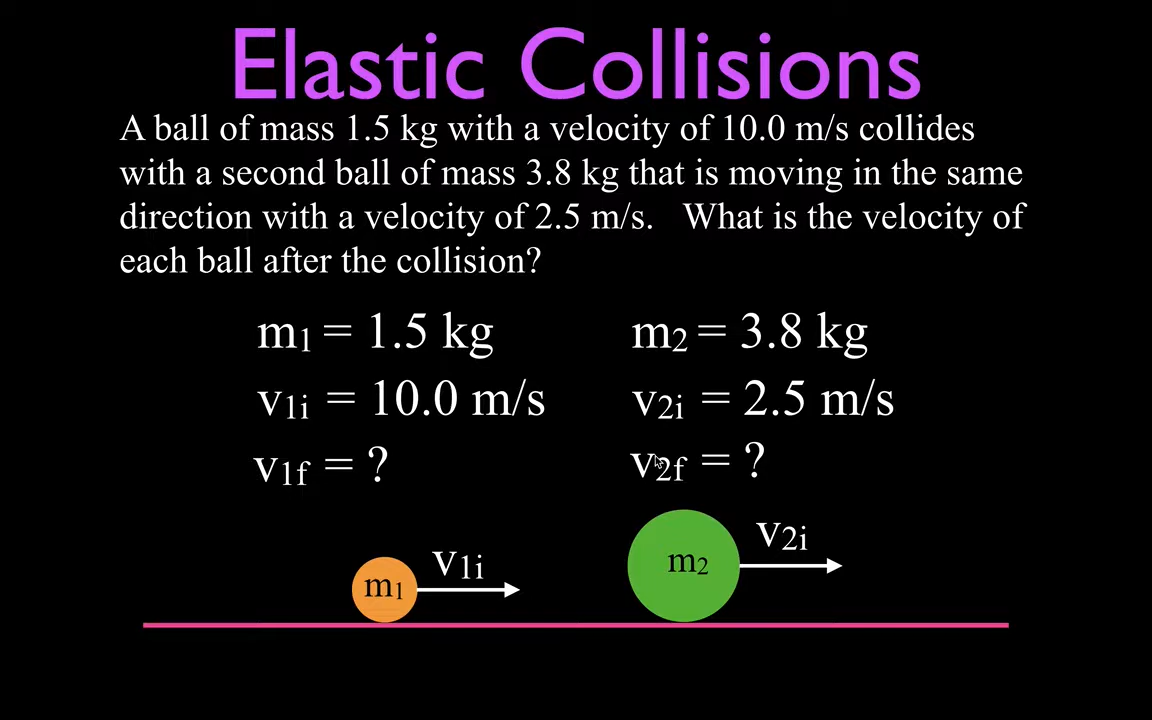 Elastic Collisions
A ball of mass 1.5 kg with a velocity of 10.0 m/s collides
with a second ball of mass 3.8 kg that is moving in the same
direction with a velocity of 2.5 m/s. What is the velocity of
each ball after the collision?
m₁ = 1.5 kg
v₁ᵢ = 10.0 m/s
v1f = ?
m₂ = 3.8 kg
v₂ᵢ = 2.5 m/s
v2f = ?
m₁
v₁ᵢ
m₂
v₂ᵢ